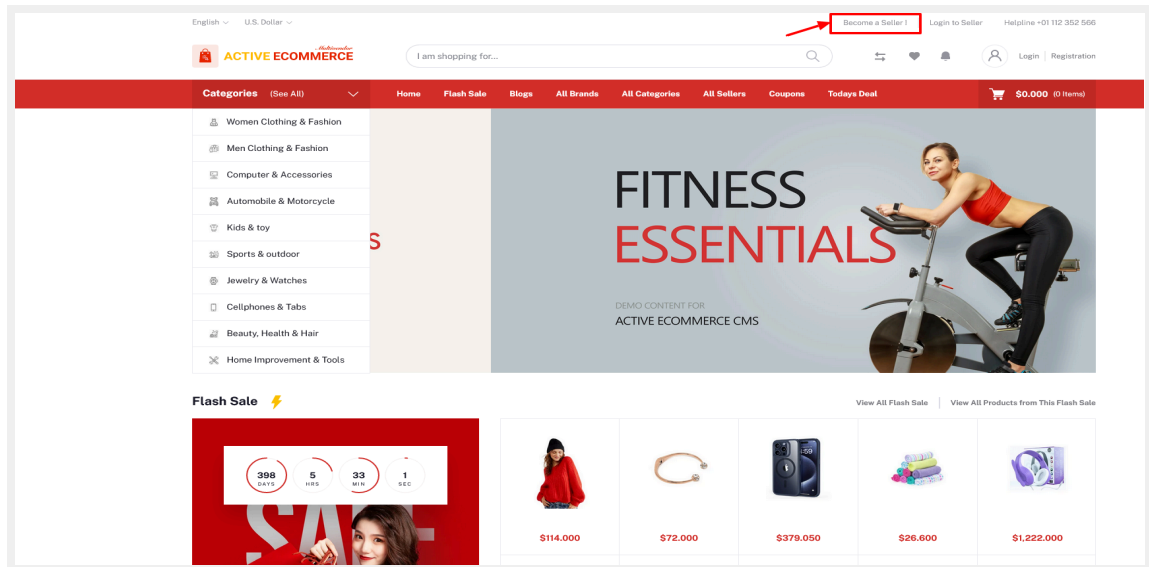 English U.S. Dollar Become a Seller ! Login to Seller Helpline +01 112 352 566
Multivendor
ACTIVE ECOMMERCE I am shopping for... Login Registration
Categories (See All) Home Flash Sale Blogs All Brands All Categories All Sellers Coupons Todays Deal $0.000 (0 Items)
Women Clothing & Fashion
Men Clothing & Fashion
Computer & Accessories
Automobile & Motorcycle
Kids & toy
Sports & outdoor
Jewelry & Watches
Cellphones & Tabs
Beauty, Health & Hair
Home Improvement & Tools
S
FITNESS
ESSENTIALS
DEMO CONTENT FOR
ACTIVE ECOMMERCE CMS
Flash Sale View All Flash Sale View All Products from This Flash Sale
398 5 33 1
DAYS HRS MIN SEC
SALE
$114.000 $72.000 $379.050 $26.600 $1,222.000